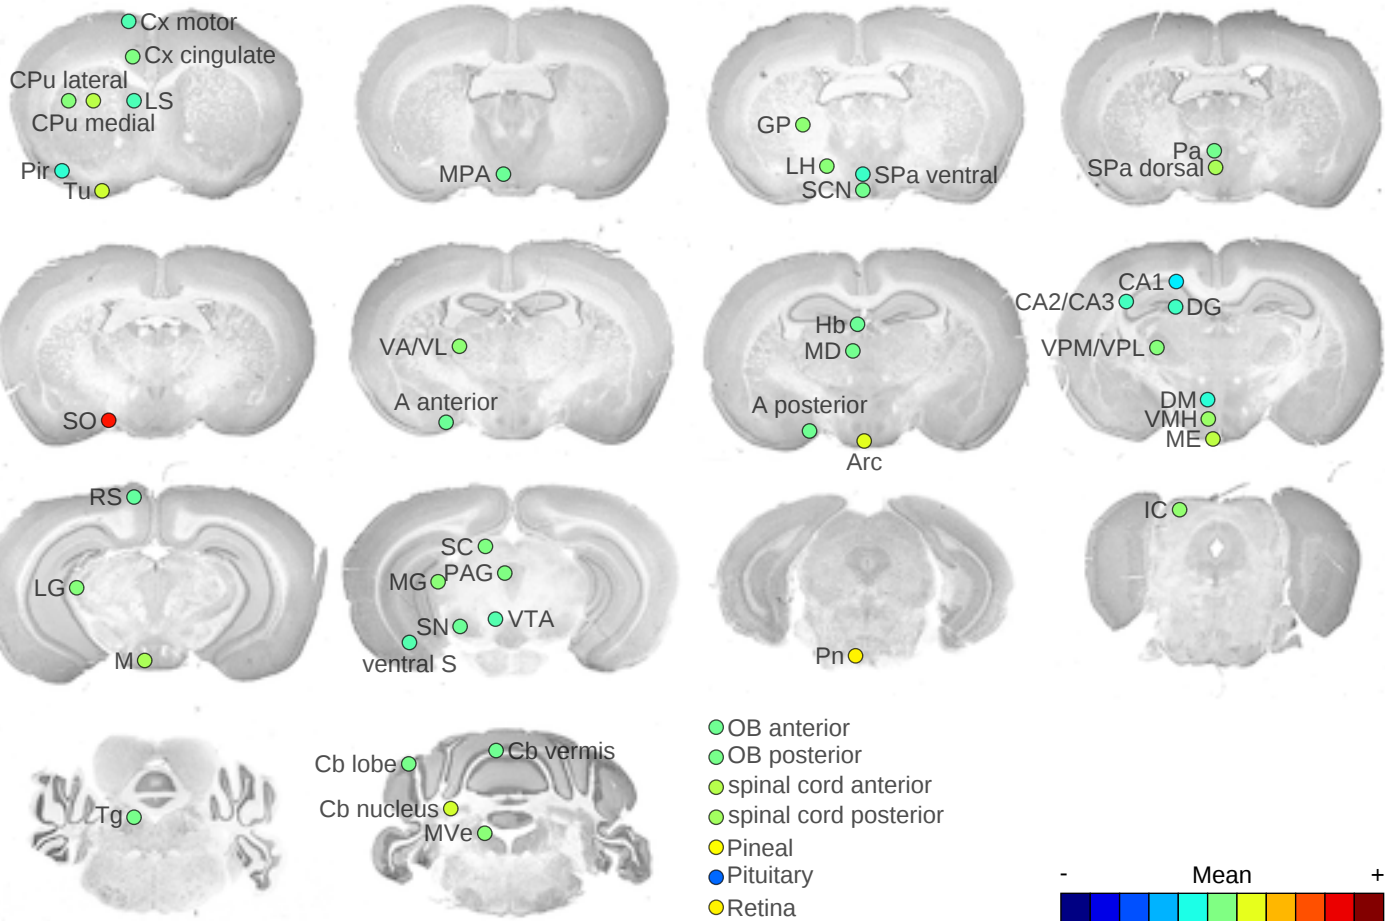 Cx motor
Cx cingulate
CPu lateral
LS
CPu medial
Pir
Tu
MPA
GP
LH
SPa ventral
SCN
Pa
SPa dorsal
SO
VA/VL
A anterior
Hb
MD
A posterior
Arc
CA1
CA2/CA3
DG
VPM/VPL
DM
VMH
ME
RS
LG
M
SC
MG
PAG
SN
VTA
ventral S
Pn
IC
Tg
Cb lobe
Cb vermis
Cb nucleus
MVe
OB anterior
OB posterior
spinal cord anterior
spinal cord posterior
Pineal
Pituitary
Retina
- Mean +